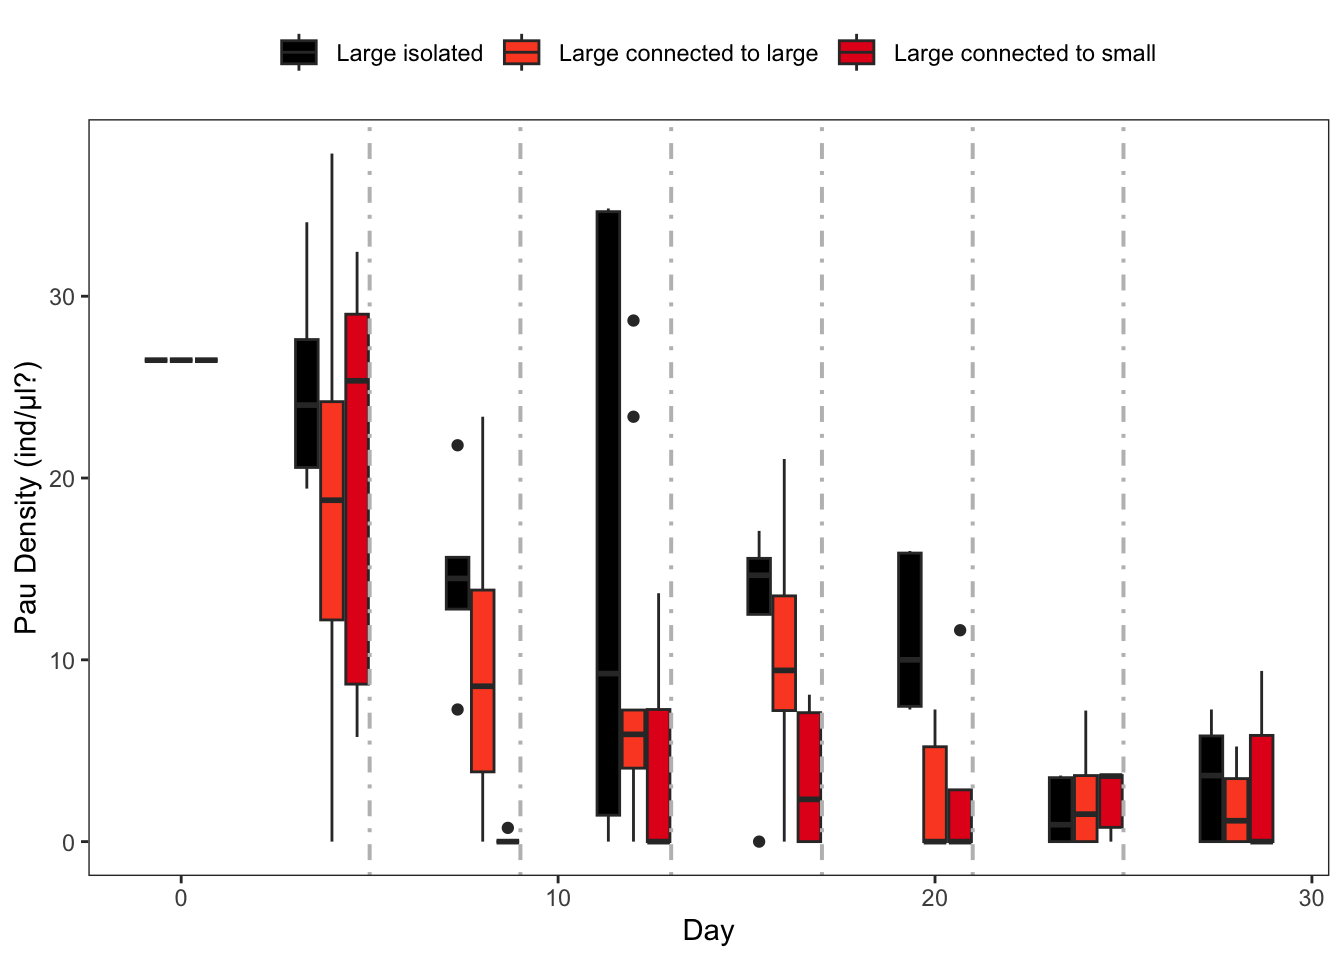 Large isolated Large connected to large Large connected to small
Pau Density (ind/µl?)
30
20
10
0
0 10 20 30
Day